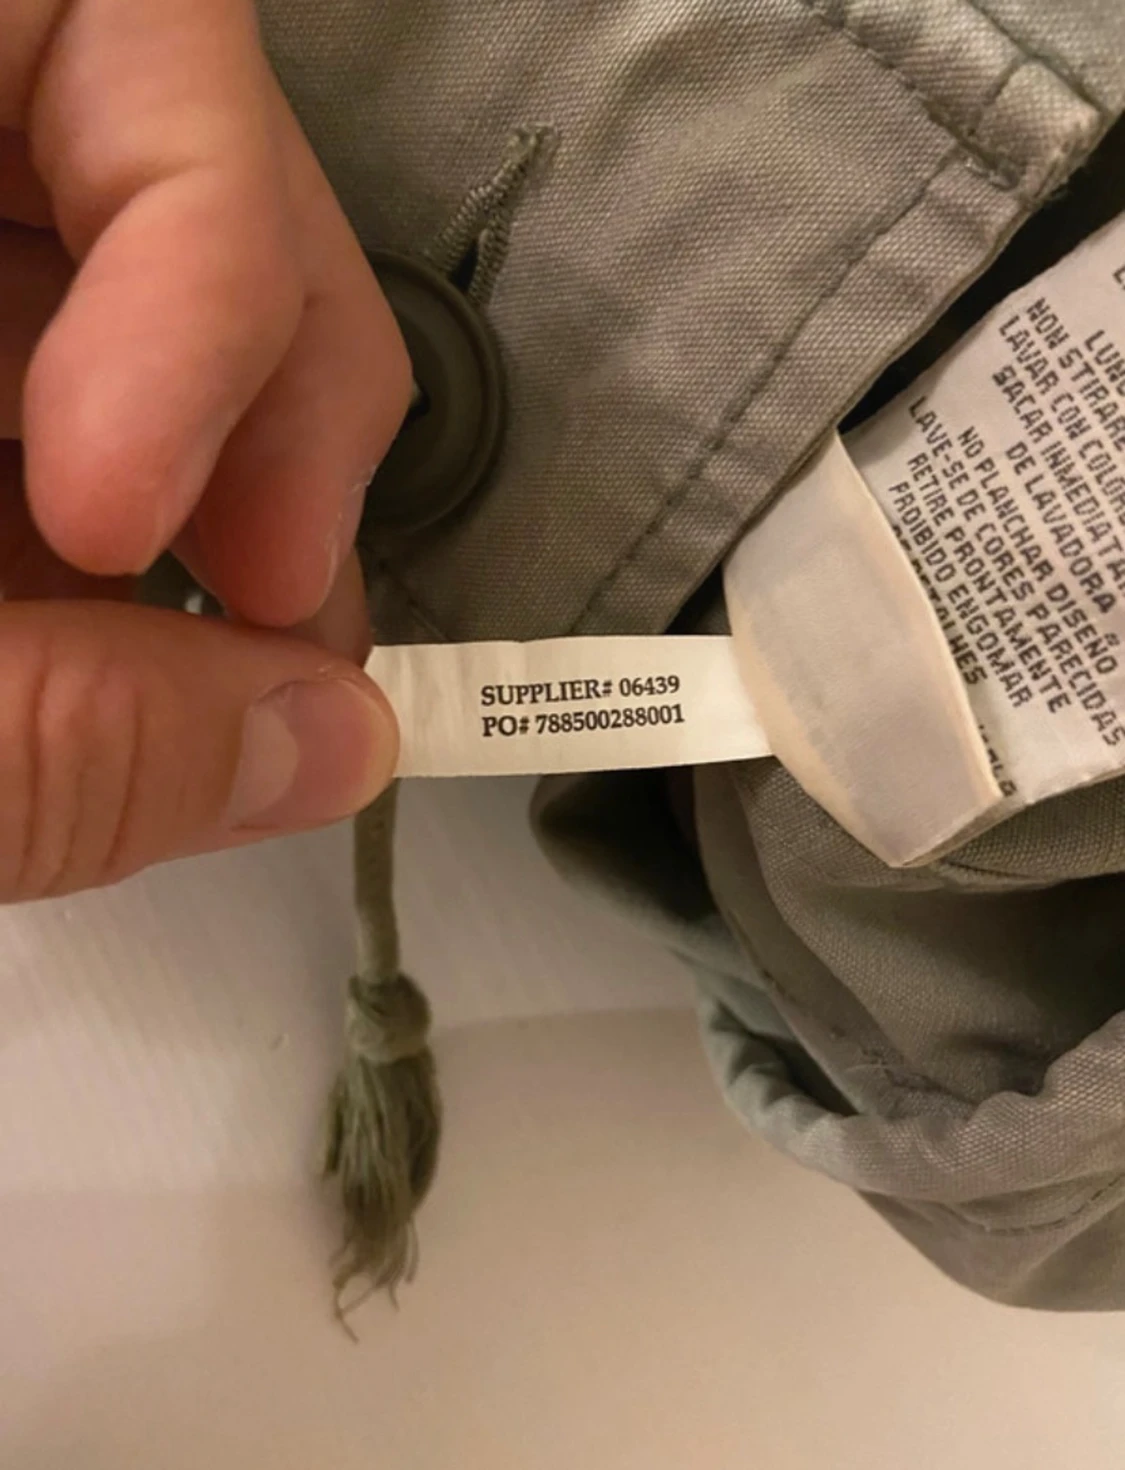 SUPPLIER# 06439
PO# 788500288001
NON STIRARE
LAVAR CON COLOR
SACAR INMEDIATA
DE LAVADORA
NO PLANCHAR DISEÑO
LAVE-SE DE CORES PARECIDAS
RETIRE PRONTAMENTE
PROIBIDO ENGOMAR